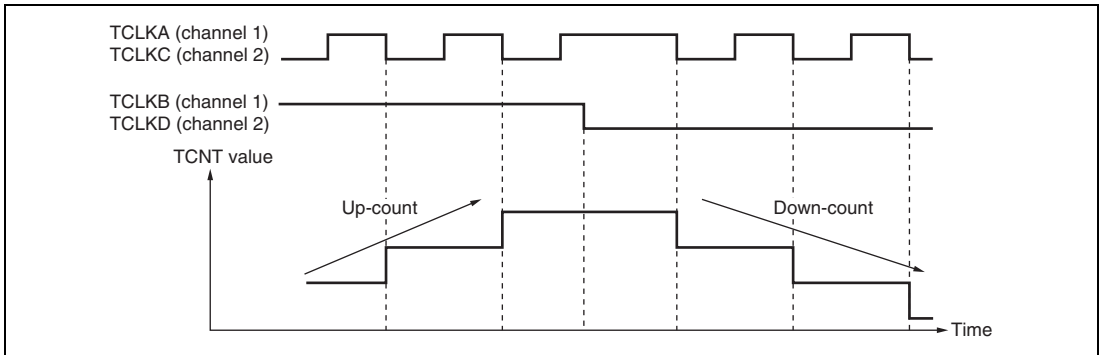 TCLKA (channel 1)
TCLKC (channel 2)
TCLKB (channel 1)
TCLKD (channel 2)
TCNT value
Up-count
Down-count
Time